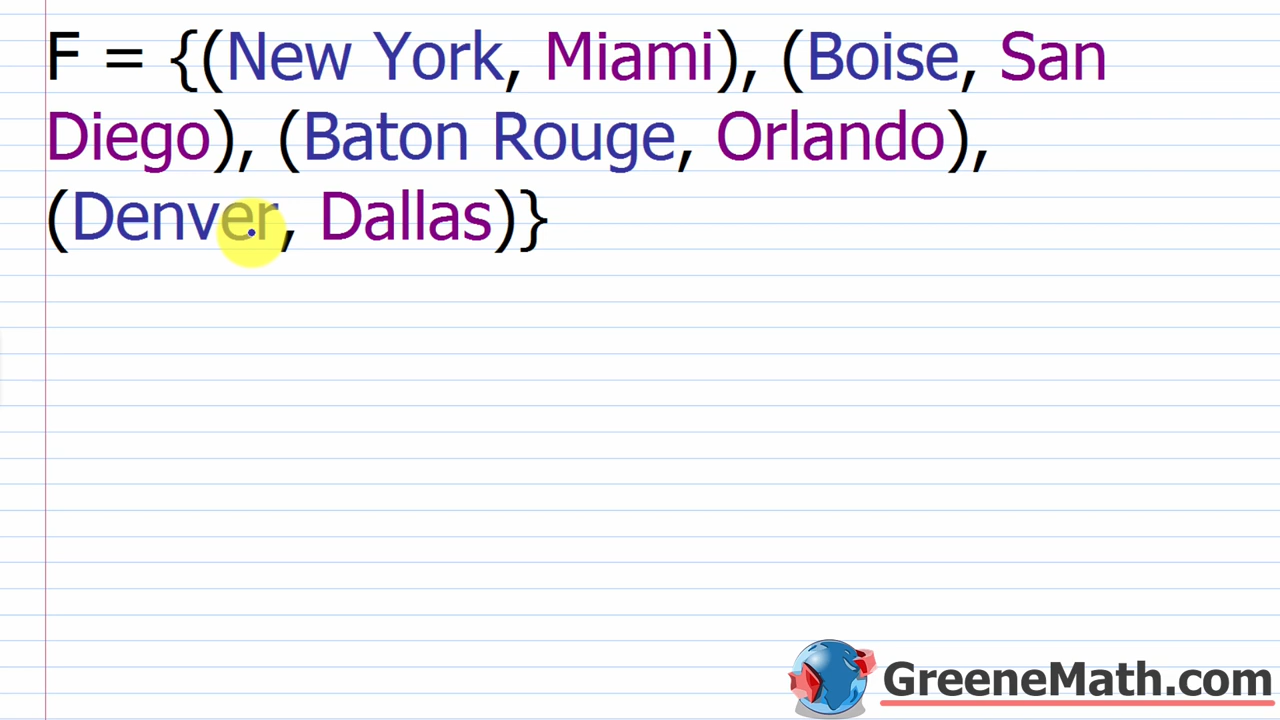 F = {(New York, Miami), (Boise, San
Diego), (Baton Rouge, Orlando),
(Denver, Dallas)}
GreeneMath.com